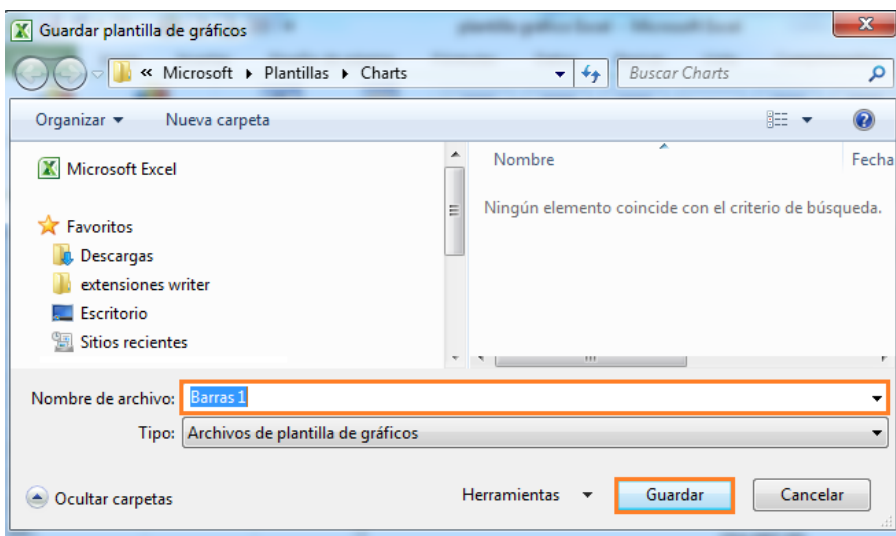 Guardar plantilla de gráficos
« Microsoft Plantillas Charts
Buscar Charts
Organizar
Nueva carpeta
Microsoft Excel
Favoritos
Descargas
extensiones writer
Escritorio
Sitios recientes
Nombre
Fecha
Ningún elemento coincide con el criterio de búsqueda.
Nombre de archivo: Barras 1
Tipo: Archivos de plantilla de gráficos
Ocultar carpetas
Herramientas
Guardar
Cancelar